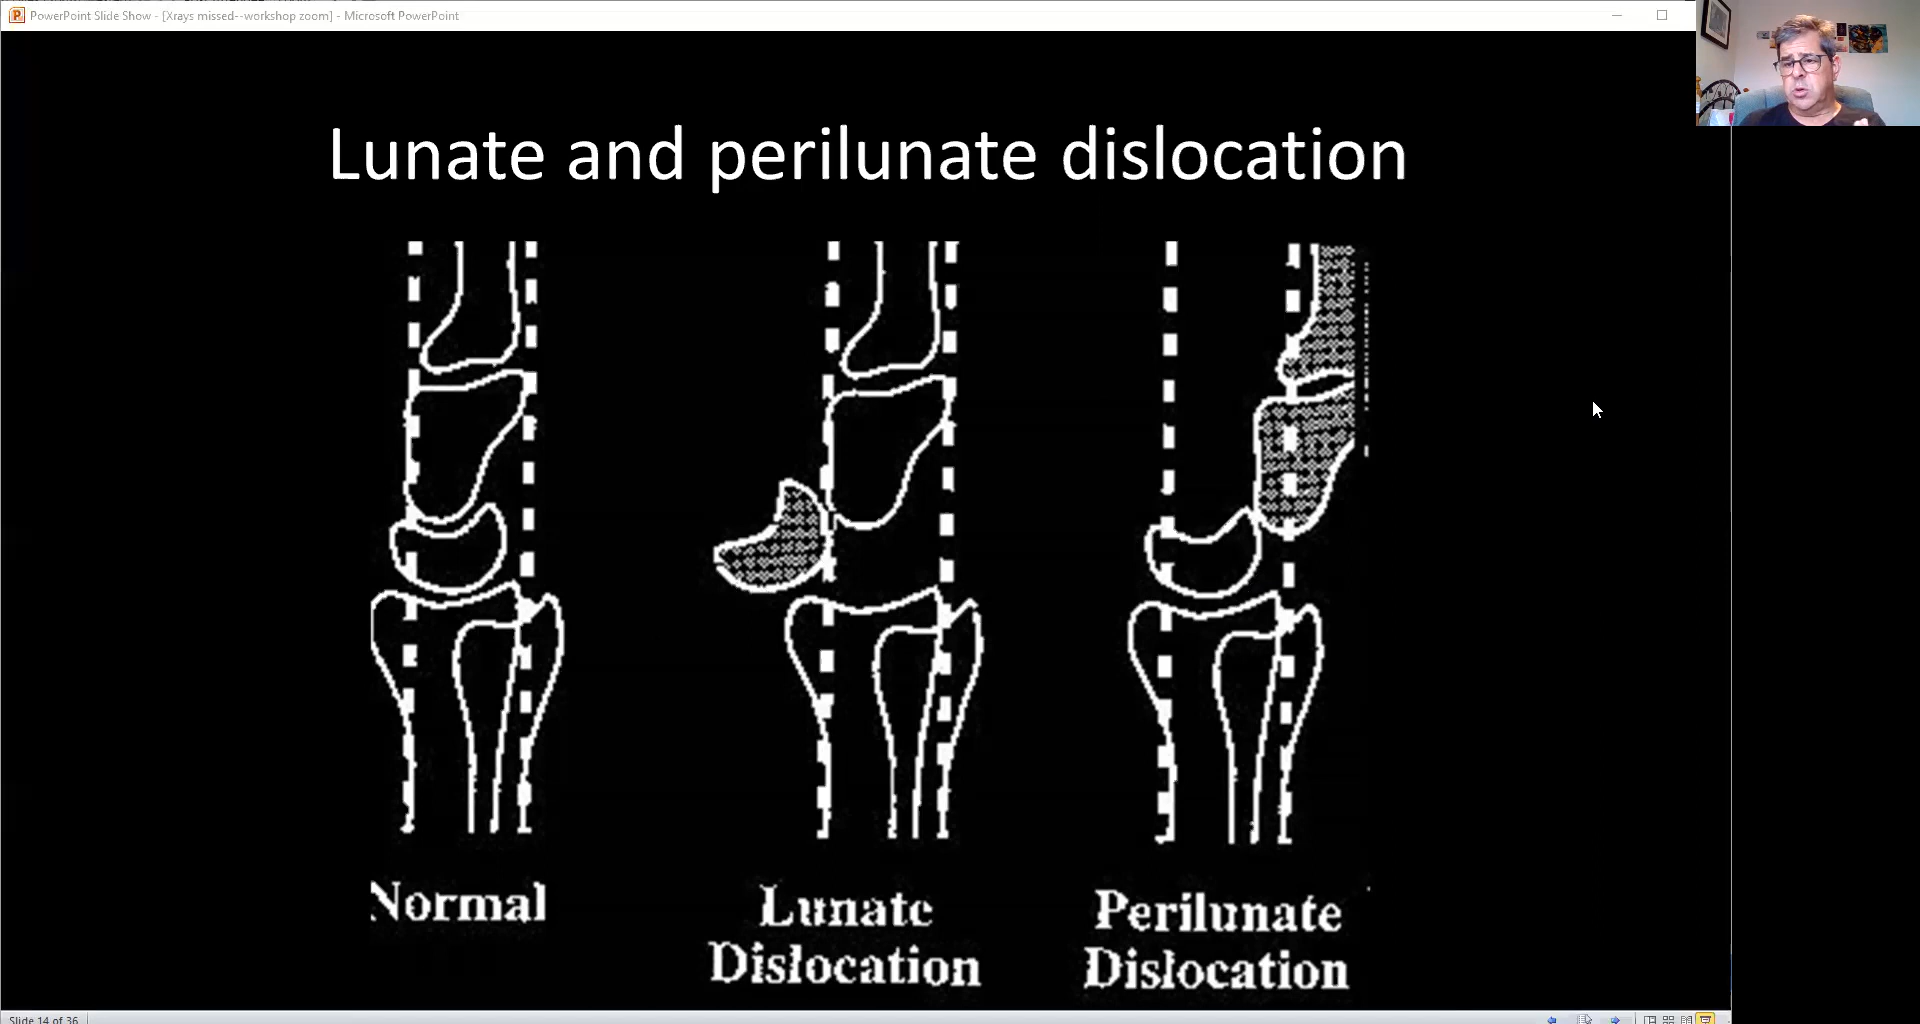 PowerPoint Slide Show - [Xrays missed--workshop zoom] - Microsoft PowerPoint
Lunate and perilunate dislocation
Normal
Lunate
Dislocation
Perilunate
Dislocation
Slide 14 of 36